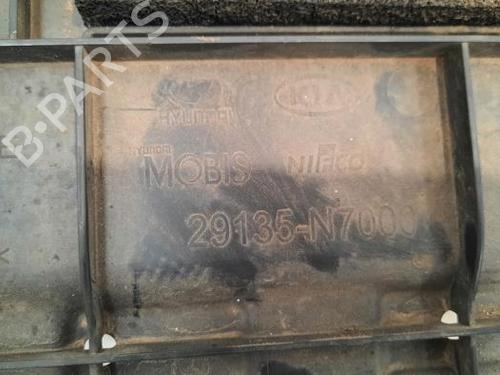 B-PARTS
HYUNDAI KIA
HYUNDAI
MOBIS NIFCO
29135-N7000